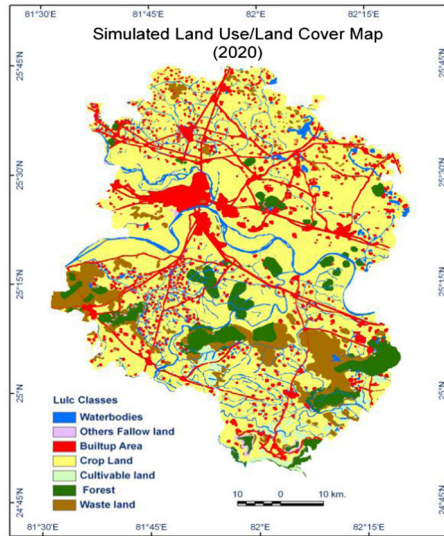 81°30'E 81°45'E 82°E 82°15'E
Simulated Land Use/Land Cover Map
(2020)
25°45'N 25°45'N
25°30'N 25°30'N
25°15'N 25°15'N
25°N 25°N
24°45'N 24°45'N
Lulc Classes
Waterbodies
Others Fallow land
Builtup Area
Crop Land
Cultivable land
Forest
Waste land
10 0 10 km.
81°30'E 81°45'E 82°E 82°15'E